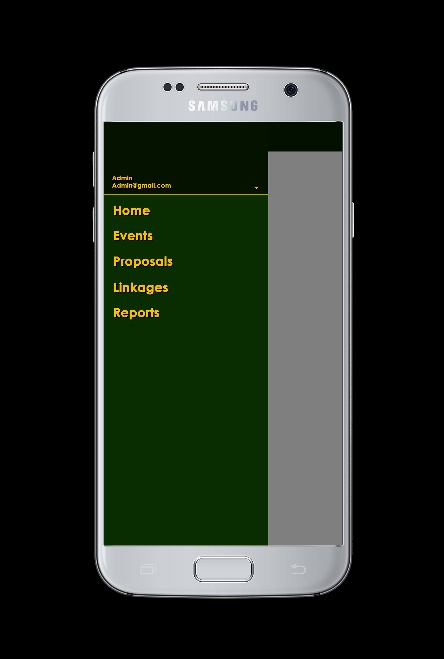 SAMSUNG
Admin
Admin@gmail.com
Home
Events
Proposals
Linkages
Reports